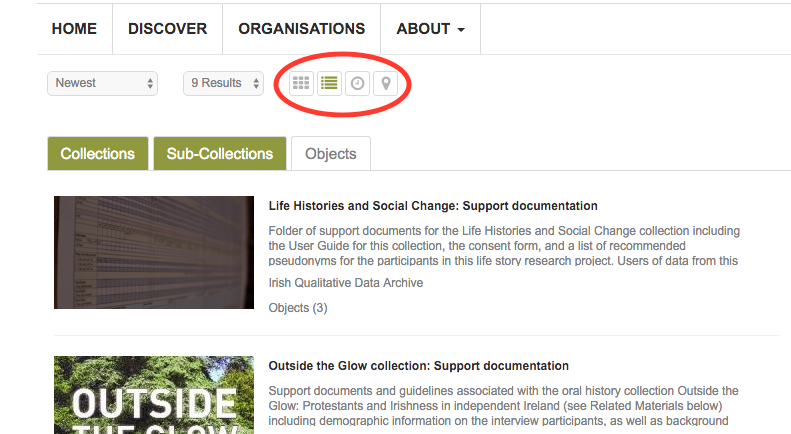 HOME DISCOVER ORGANISATIONS ABOUT
Newest 9 Results
Collections Sub-Collections Objects
Life Histories and Social Change: Support documentation
Folder of support documents for the Life Histories and Social Change collection including
the User Guide for this collection, the consent form, and a list of recommended
pseudonyms for the participants in this life story research project. Users of data from this
Irish Qualitative Data Archive
Objects (3)
Outside the Glow collection: Support documentation
OUTSIDE
THE GLOW
Support documents and guidelines associated with the oral history collection Outside the
Glow: Protestants and Irishness in independent Ireland (see Related Materials below)
including demographic information on the interview participants, as well as background